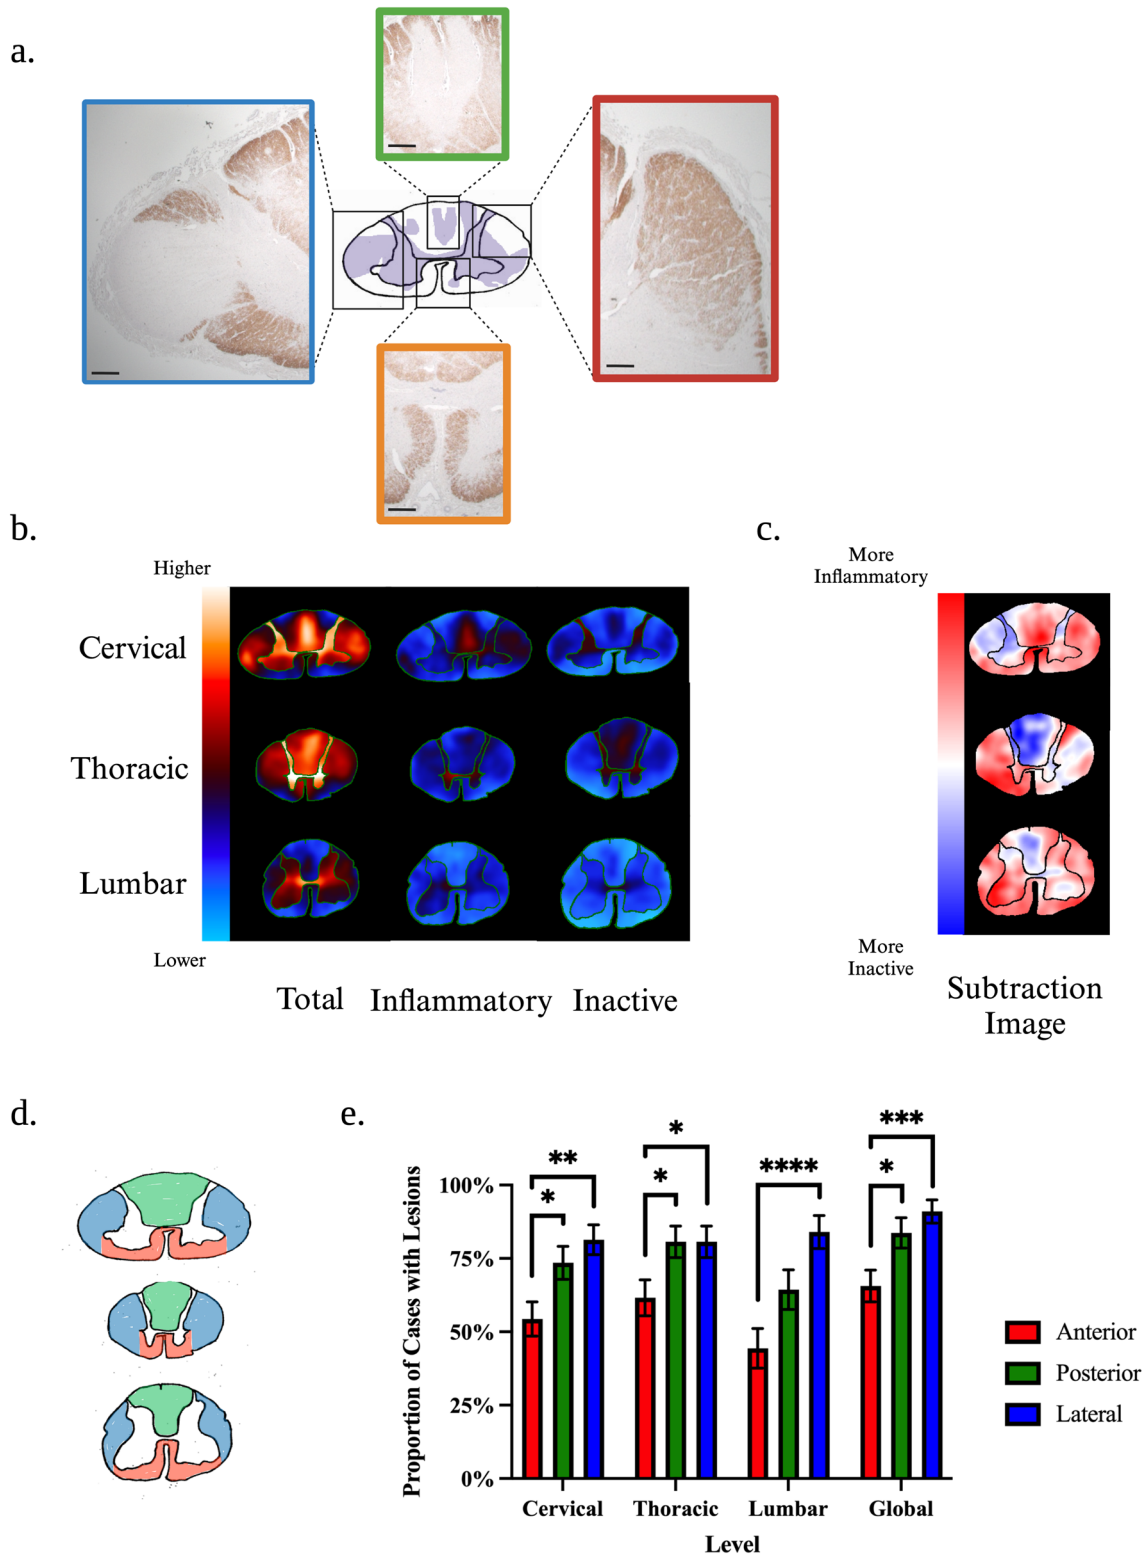 a.
b.
c.
Higher
More
Inflammatory
Cervical
Thoracic
Lumbar
Lower
More
Inactive
Total Inflammatory Inactive
Subtraction
Image
d.
e.
Proportion of Cases with Lesions
100%
75%
50%
25%
0%
** * * * **** *** *
Cervical Thoracic Lumbar Global
Level
Anterior
Posterior
Lateral